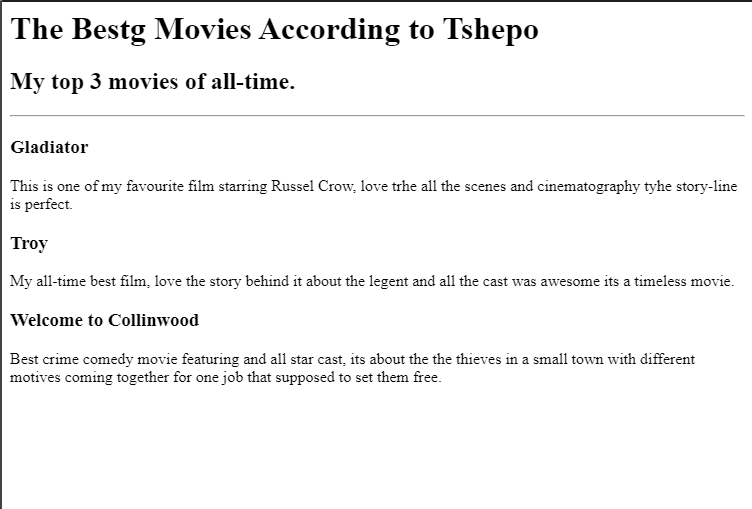 The Bestg Movies According to Tshepo
My top 3 movies of all-time.
Gladiator
This is one of my favourite film starring Russel Crow, love trhe all the scenes and cinematography tyhe story-line
is perfect.
Troy
My all-time best film, love the story behind it about the legent and all the cast was awesome its a timeless movie.
Welcome to Collinwood
Best crime comedy movie featuring and all star cast, its about the the thieves in a small town with different
motives coming together for one job that supposed to set them free.